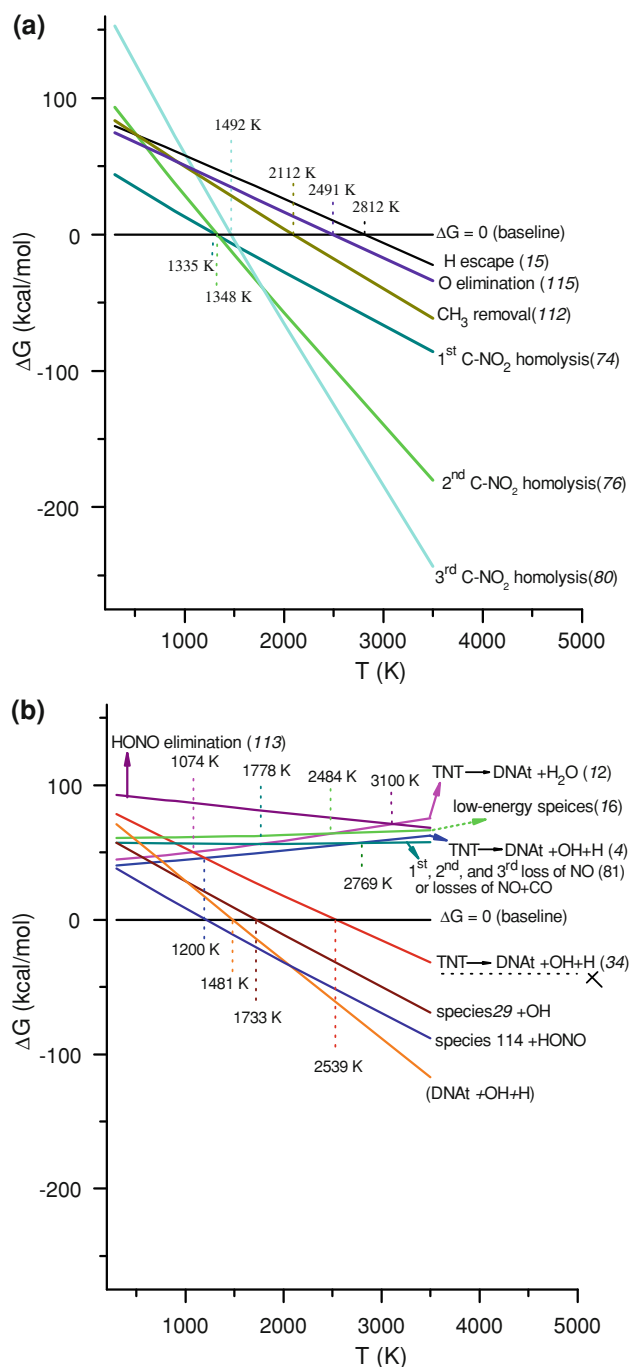 (a)
100
0
-100
-200
ΔG (kcal/mol)
1492 K
2112 K
2491 K
2812 K
1335 K
1348 K
ΔG = 0 (baseline)
H escape (15)
O elimination (115)
CH3 removal(112)
1st C-NO2 homolysis(74)
2nd C-NO2 homolysis(76)
3rd C-NO2 homolysis(80)
1000 2000 3000 4000 5000
T (K)
(b)
100
0
-100
-200
ΔG (kcal/mol)
HONO elimination (113)
1074 K
1778 K
2484 K
3100 K
TNT→DNAt +H2O (12)
low-energy speices(16)
TNT→DNAt +OH+H (4)
1st, 2nd, and 3rd loss of NO (81)
or losses of NO+CO
2769 K
ΔG = 0 (baseline)
1200 K
1481 K
1733 K
2539 K
TNT→DNAt +OH+H (34)
species29 +OH
species 114 +HONO
(DNAt +OH+H)
1000 2000 3000 4000 5000
T (K)